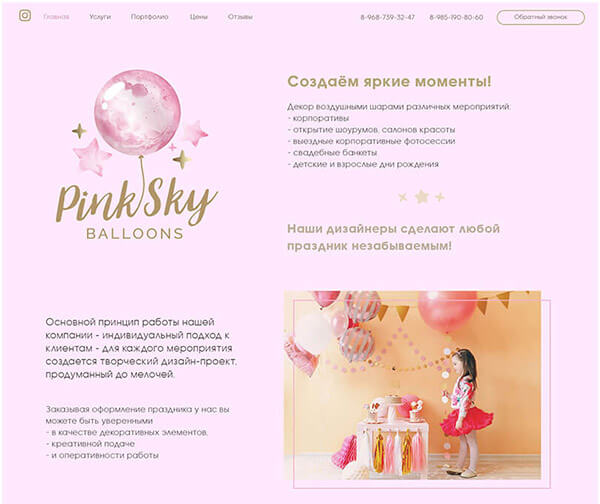 Главная Услуги Портфолио Цены Отзывы 8-968-739-32-47 8-985-190-80-60 Обратный звонок
PinkSky
BALLOONS
Создаём яркие моменты!
Декор воздушными шарами различных мероприятий:
- корпоративы
- открытие шоурумов, салонов красоты
- выездные корпоративные фотосессии
- свадебные банкеты
- детские и взрослые дни рождения
Наши дизайнеры сделают любой
праздник незабываемым!
Основной принцип работы нашей
компании - индивидуальный подход к
клиентам - для каждого мероприятия
создается творческий дизайн-проект,
продуманный до мелочей.
Заказывая оформление праздника у нас вы
можете быть уверенными
- в качестве декоративных элементов,
- креативной подаче
- и оперативности работы